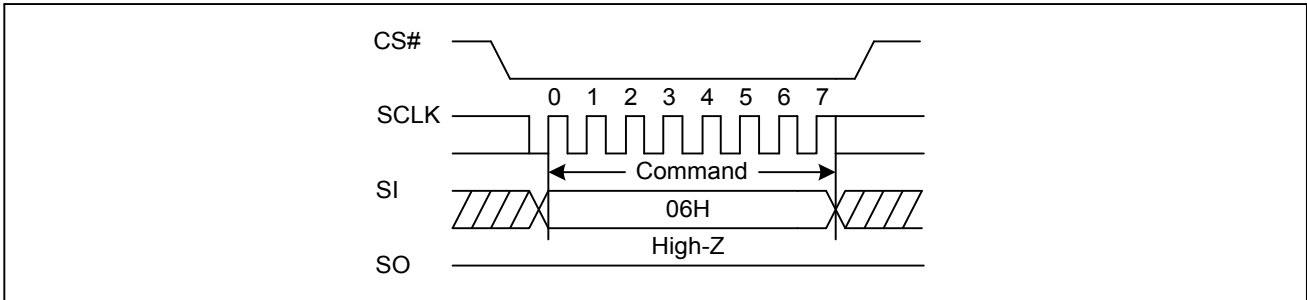 CS#
0 1 2 3 4 5 6 7
SCLK
Command
SI
06H
High-Z
SO